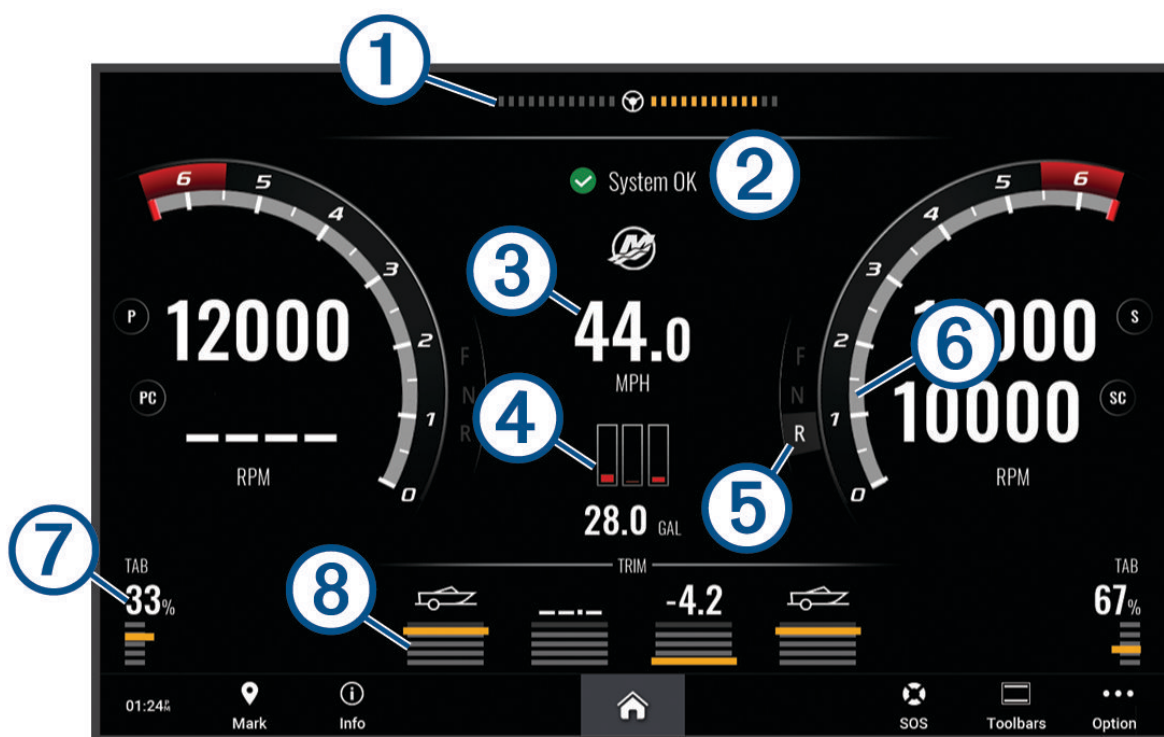 1
2
System OK
3
4
5
6
7
8
6
5
4
3
2
1
0
P
12000
PC
– – – –
RPM
F
N
R
44.0
MPH
28.0 GAL
F
N
R
6
5
4
3
2
1
0
S
10000
SC
RPM
TAB
33%
TRIM
--.-
-4.2
TAB
67%
01:24
Mark
Info
SOS
Toolbars
Option